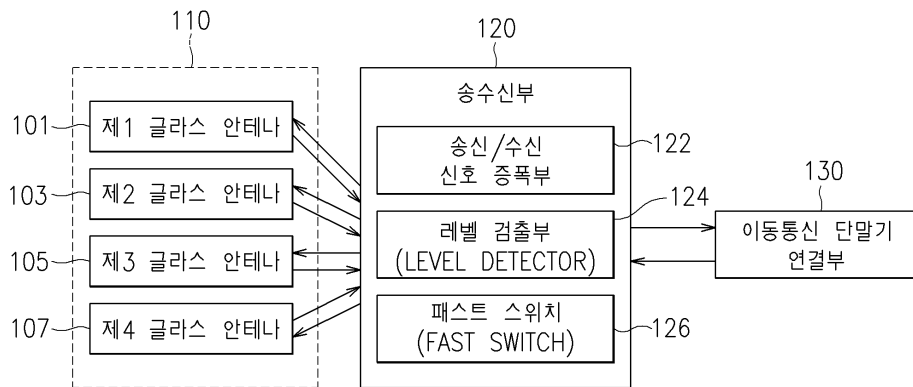 110
101
제1 글라스 안테나
103
제2 글라스 안테나
105
제3 글라스 안테나
107
제4 글라스 안테나
120
송수신부
송신/수신
신호 증폭부
122
레벨 검출부
(LEVEL DETECTOR)
124
패스트 스위치
(FAST SWITCH)
126
130
이동통신 단말기
연결부